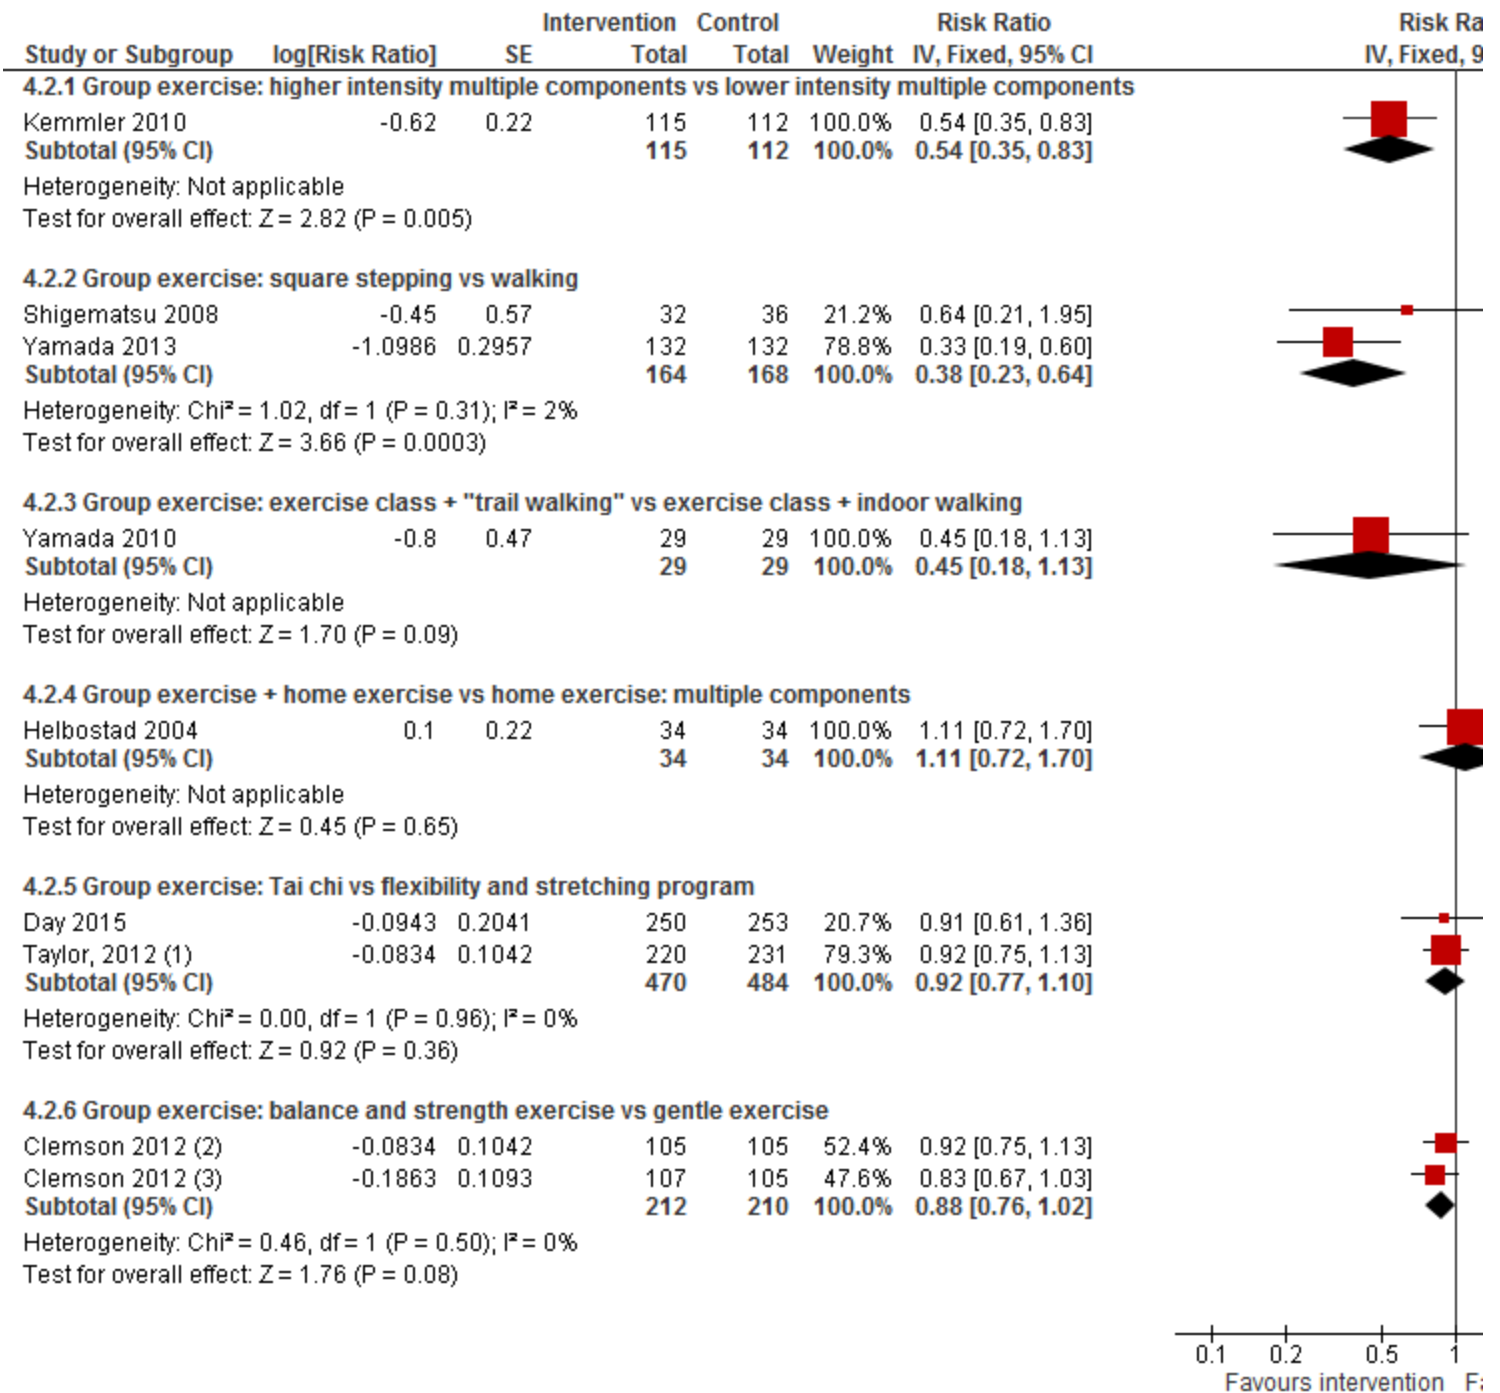 Intervention Control Risk Ratio Risk Ra
Study or Subgroup log[Risk Ratio] SE Total Total Weight IV, Fixed, 95% CI IV, Fixed, 9
4.2.1 Group exercise: higher intensity multiple components vs lower intensity multiple components
Kemmler 2010 -0.62 0.22 115 112 100.0% 0.54 [0.35, 0.83]
Subtotal (95% CI) 115 112 100.0% 0.54 [0.35, 0.83]
Heterogeneity: Not applicable
Test for overall effect: Z = 2.82 (P = 0.005)
4.2.2 Group exercise: square stepping vs walking
Shigematsu 2008 -0.45 0.57 32 36 21.2% 0.64 [0.21, 1.95]
Yamada 2013 -1.0986 0.2957 132 132 78.8% 0.33 [0.19, 0.60]
Subtotal (95% CI) 164 168 100.0% 0.38 [0.23, 0.64]
Heterogeneity: Chi² = 1.02, df = 1 (P = 0.31); I² = 2%
Test for overall effect: Z = 3.66 (P = 0.0003)
4.2.3 Group exercise: exercise class + "trail walking" vs exercise class + indoor walking
Yamada 2010 -0.8 0.47 29 29 100.0% 0.45 [0.18, 1.13]
Subtotal (95% CI) 29 29 100.0% 0.45 [0.18, 1.13]
Heterogeneity: Not applicable
Test for overall effect: Z = 1.70 (P = 0.09)
4.2.4 Group exercise + home exercise vs home exercise: multiple components
Helbostad 2004 0.1 0.22 34 34 100.0% 1.11 [0.72, 1.70]
Subtotal (95% CI) 34 34 100.0% 1.11 [0.72, 1.70]
Heterogeneity: Not applicable
Test for overall effect: Z = 0.45 (P = 0.65)
4.2.5 Group exercise: Tai chi vs flexibility and stretching program
Day 2015 -0.0943 0.2041 250 253 20.7% 0.91 [0.61, 1.36]
Taylor, 2012 (1) -0.0834 0.1042 220 231 79.3% 0.92 [0.75, 1.13]
Subtotal (95% CI) 470 484 100.0% 0.92 [0.77, 1.10]
Heterogeneity: Chi² = 0.00, df = 1 (P = 0.96); I² = 0%
Test for overall effect: Z = 0.92 (P = 0.36)
4.2.6 Group exercise: balance and strength exercise vs gentle exercise
Clemson 2012 (2) -0.0834 0.1042 105 105 52.4% 0.92 [0.75, 1.13]
Clemson 2012 (3) -0.1863 0.1093 107 105 47.6% 0.83 [0.67, 1.03]
Subtotal (95% CI) 212 210 100.0% 0.88 [0.76, 1.02]
Heterogeneity: Chi² = 0.46, df = 1 (P = 0.50); I² = 0%
Test for overall effect: Z = 1.76 (P = 0.08)
0.1 0.2 0.5 1
Favours intervention Fa